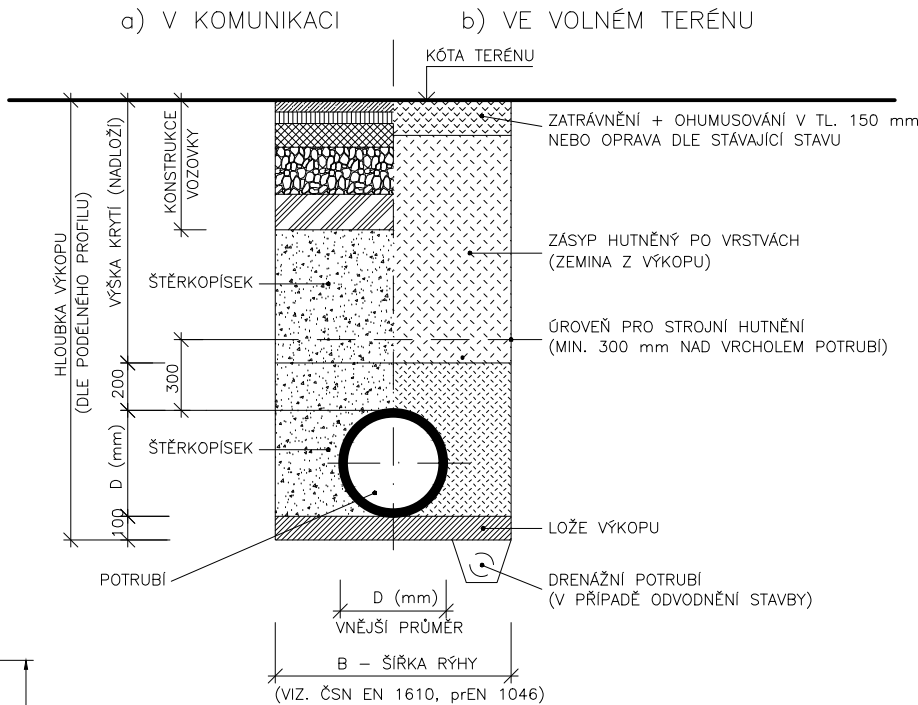 a) V KOMUNIKACI
b) VE VOLNÉM TERÉNU
KÓTA TERÉNU
ZATRÁVNĚNÍ + OHUMUSOVÁNÍ V TL. 150 mm
NEBO OPRAVA DLE STÁVAJÍCÍ STAVU
HLOUBKA VÝKOPU
(DLE PODÉLNÉHO PROFILU)
VÝŠKA KRYTÍ (NADLOŽÍ)
KONSTRUKCE
VOZOVKY
ZÁSYP HUTNĚNÝ PO VRSTVÁCH
(ZEMINA Z VÝKOPU)
ŠTĚRKOPÍSEK
ÚROVEŇ PRO STROJNÍ HUTNĚNÍ
(MIN. 300 mm NAD VRCHOLEM POTRUBÍ)
200
300
ŠTĚRKOPÍSEK
D (mm)
100
LOŽE VÝKOPU
POTRUBÍ
DRENÁŽNÍ POTRUBÍ
(V PŘÍPADĚ ODVODNĚNÍ STAVBY)
D (mm)
VNĚJŠÍ PRŮMĚR
B – ŠÍŘKA RÝHY
(VIZ. ČSN EN 1610, prEN 1046)